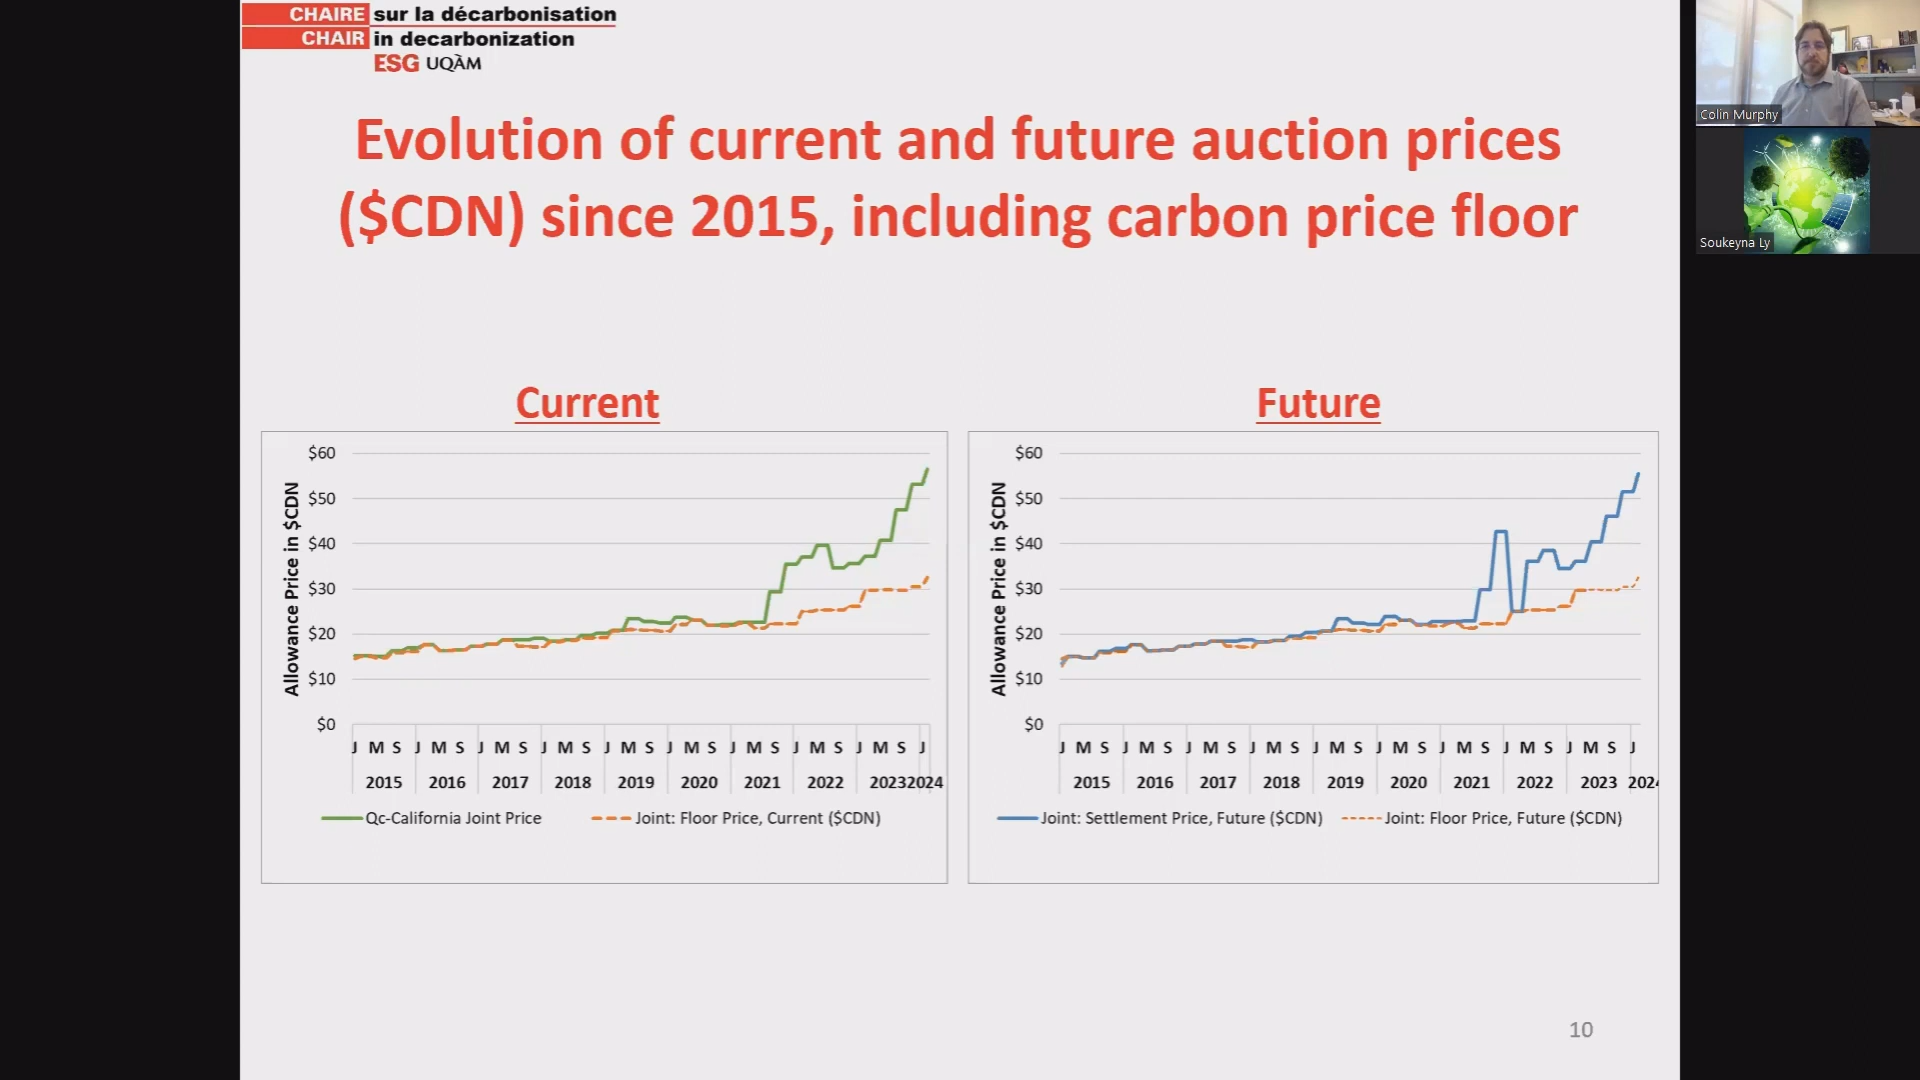 CHAIRE sur la décarbonisation
CHAIR in decarbonization
ESG UQÀM
Evolution of current and future auction prices
($CDN) since 2015, including carbon price floor
Current
Allowance Price in $CDN
$60
$50
$40
$30
$20
$10
$0
J M S J M S J M S J M S J M S J M S J M S J M S J M S J
2015 2016 2017 2018 2019 2020 2021 2022 2023 2024
Qc-California Joint Price Joint: Floor Price, Current ($CDN)
Future
Allowance Price in $CDN
$60
$50
$40
$30
$20
$10
$0
J M S J M S J M S J M S J M S J M S J M S J M S J M S J
2015 2016 2017 2018 2019 2020 2021 2022 2023 2024
Joint: Settlement Price, Future ($CDN) Joint: Floor Price, Future ($CDN)
10
Colin Murphy
Soukeyna Ly